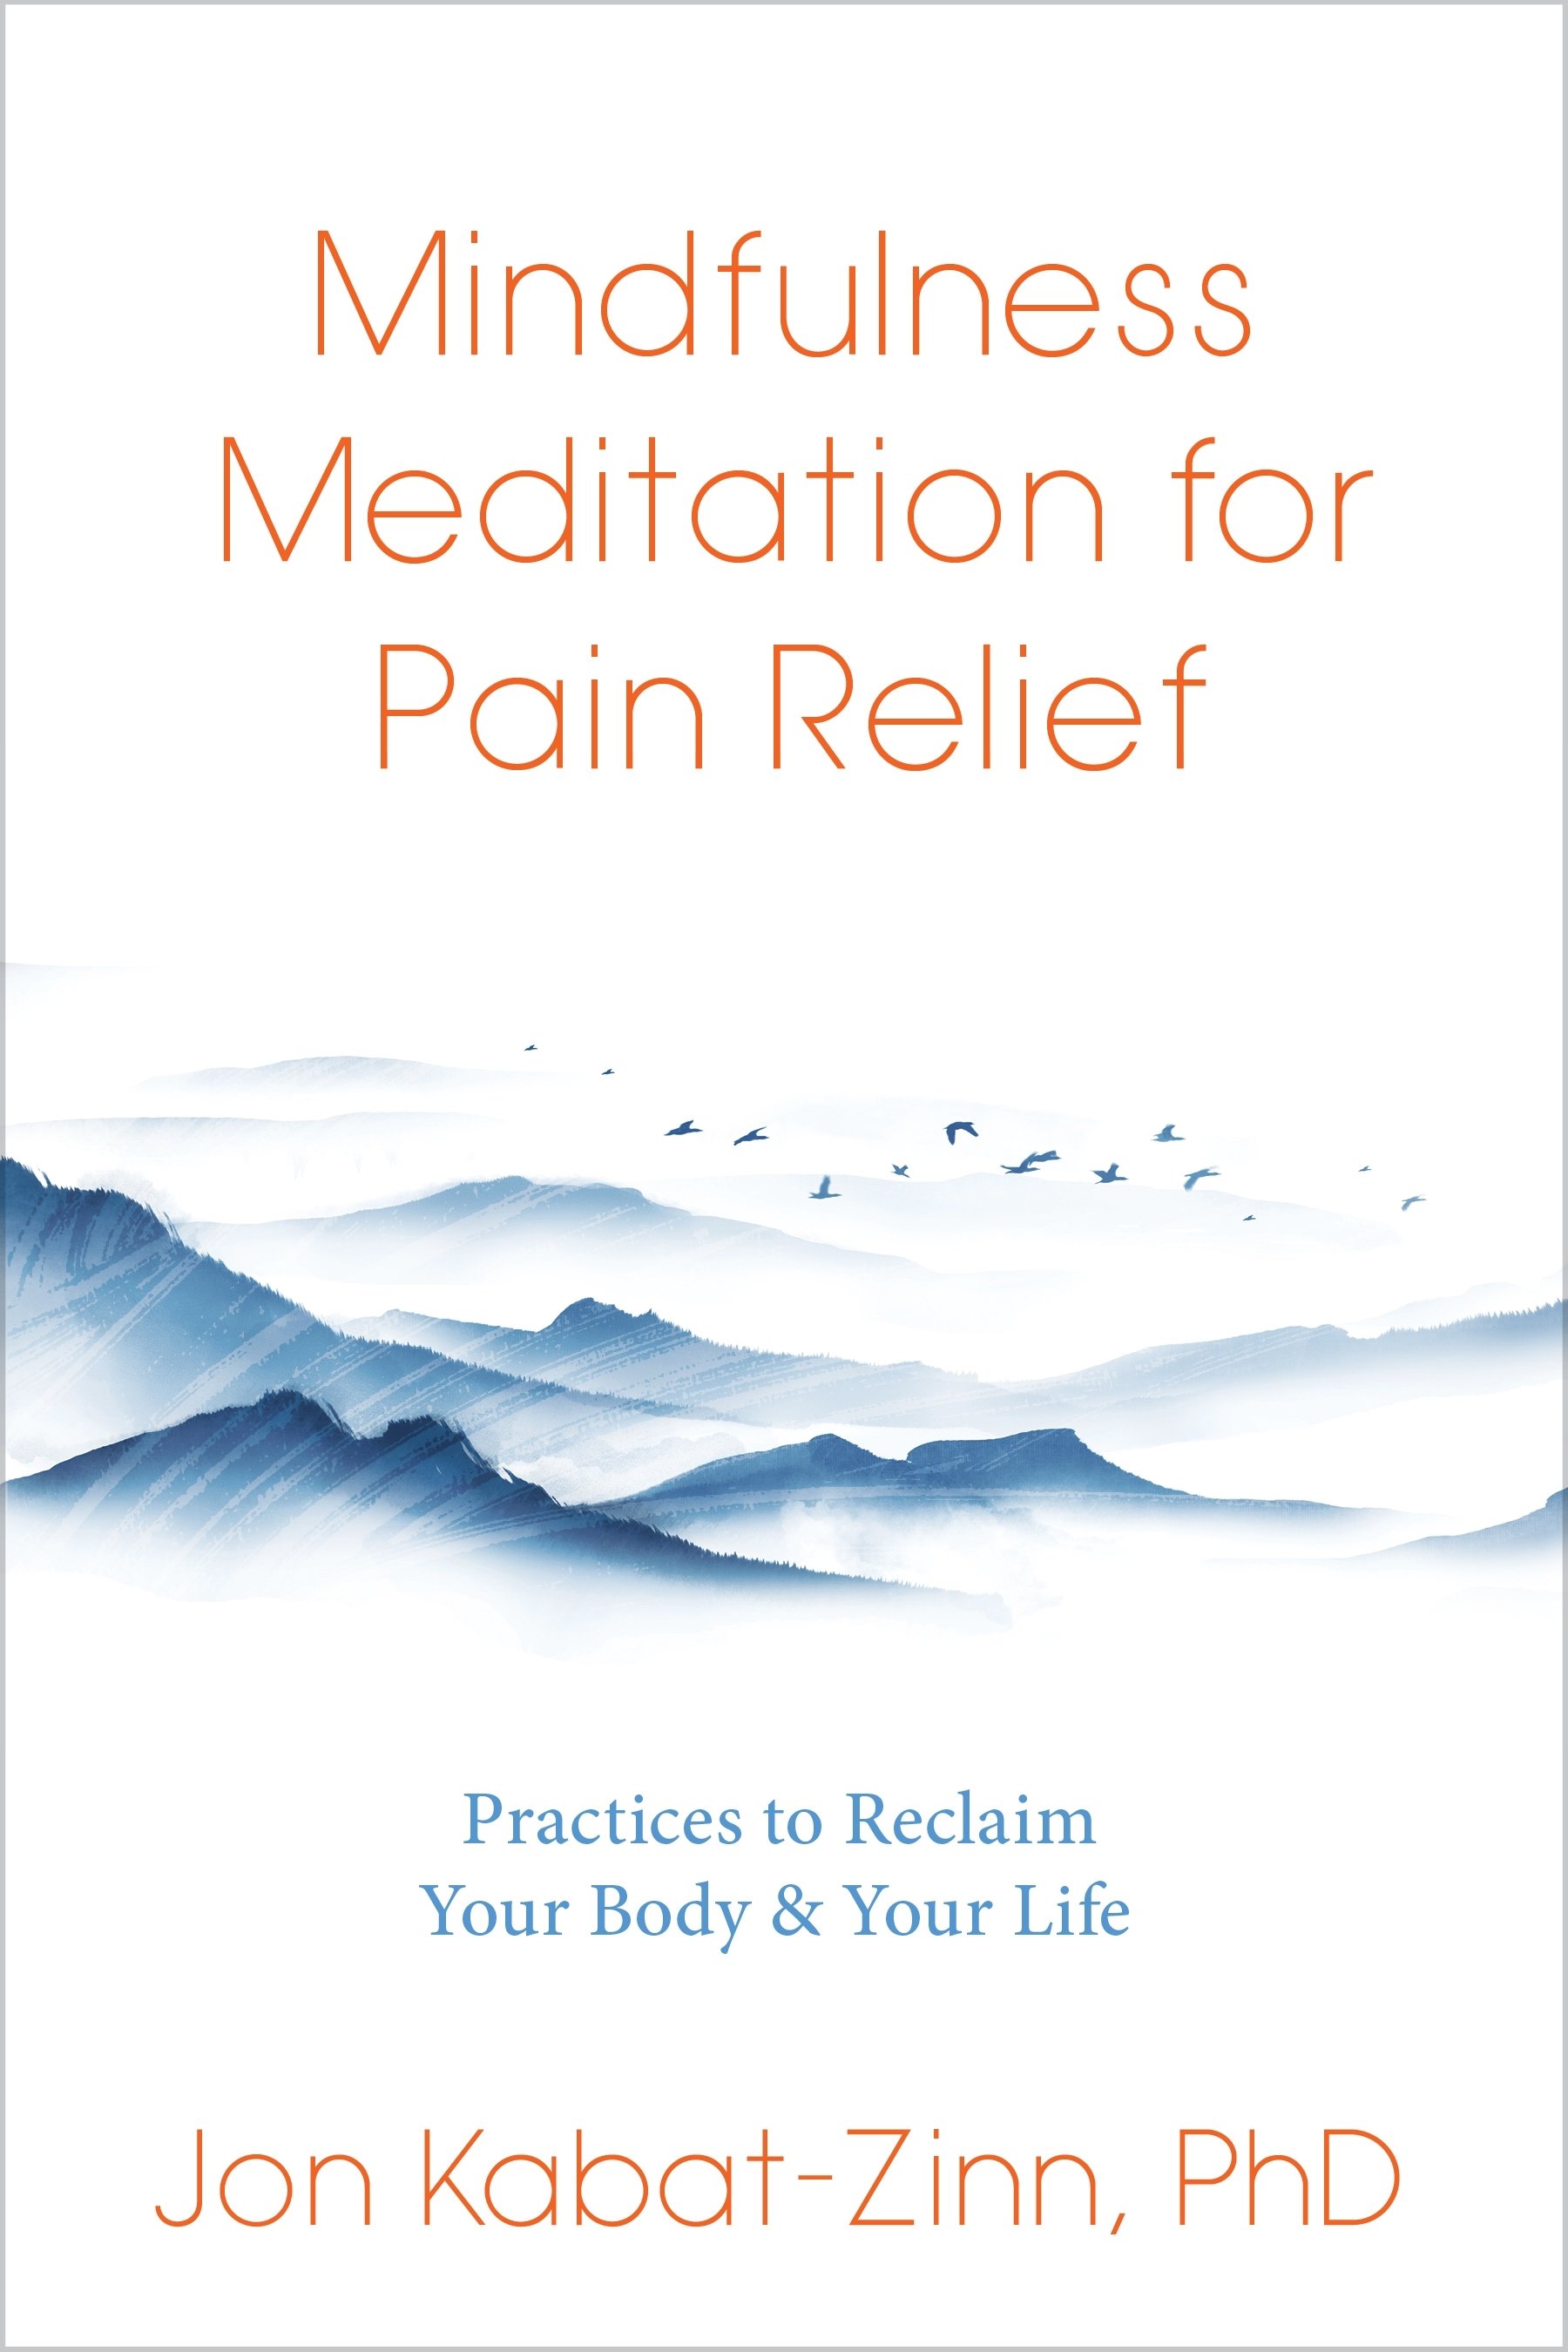 Mindfulness
Meditation for
Pain Relief
Practices to Reclaim
Your Body & Your Life
Jon Kabat-Zinn, PhD